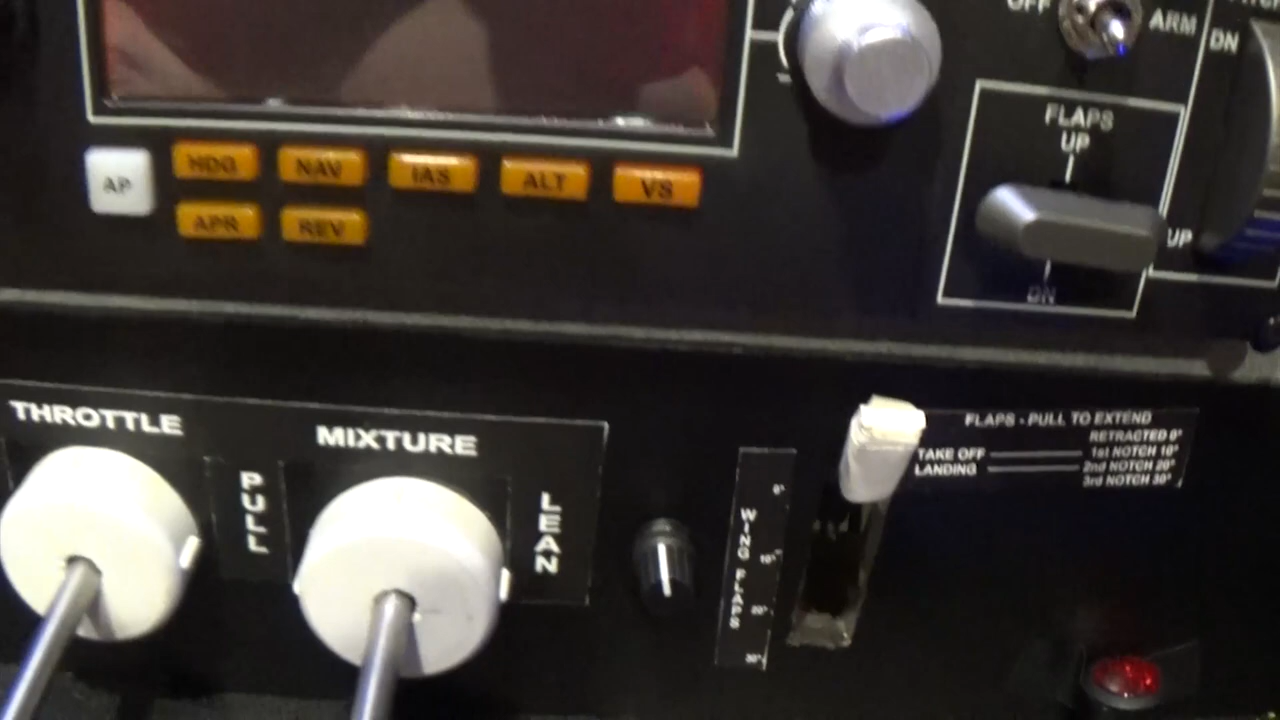 OFF
ARM
DN
FLAPS
UP
UP
DN
AP
HDG
NAV
IAS
ALT
VS
APR
REV
THROTTLE
PULL
MIXTURE
LEAN
WING FLAPS
0°
10°
20°
30°
FLAPS - PULL TO EXTEND
RETRACTED 0°
TAKE OFF 1st NOTCH 10°
LANDING 2nd NOTCH 20°
3rd NOTCH 30°